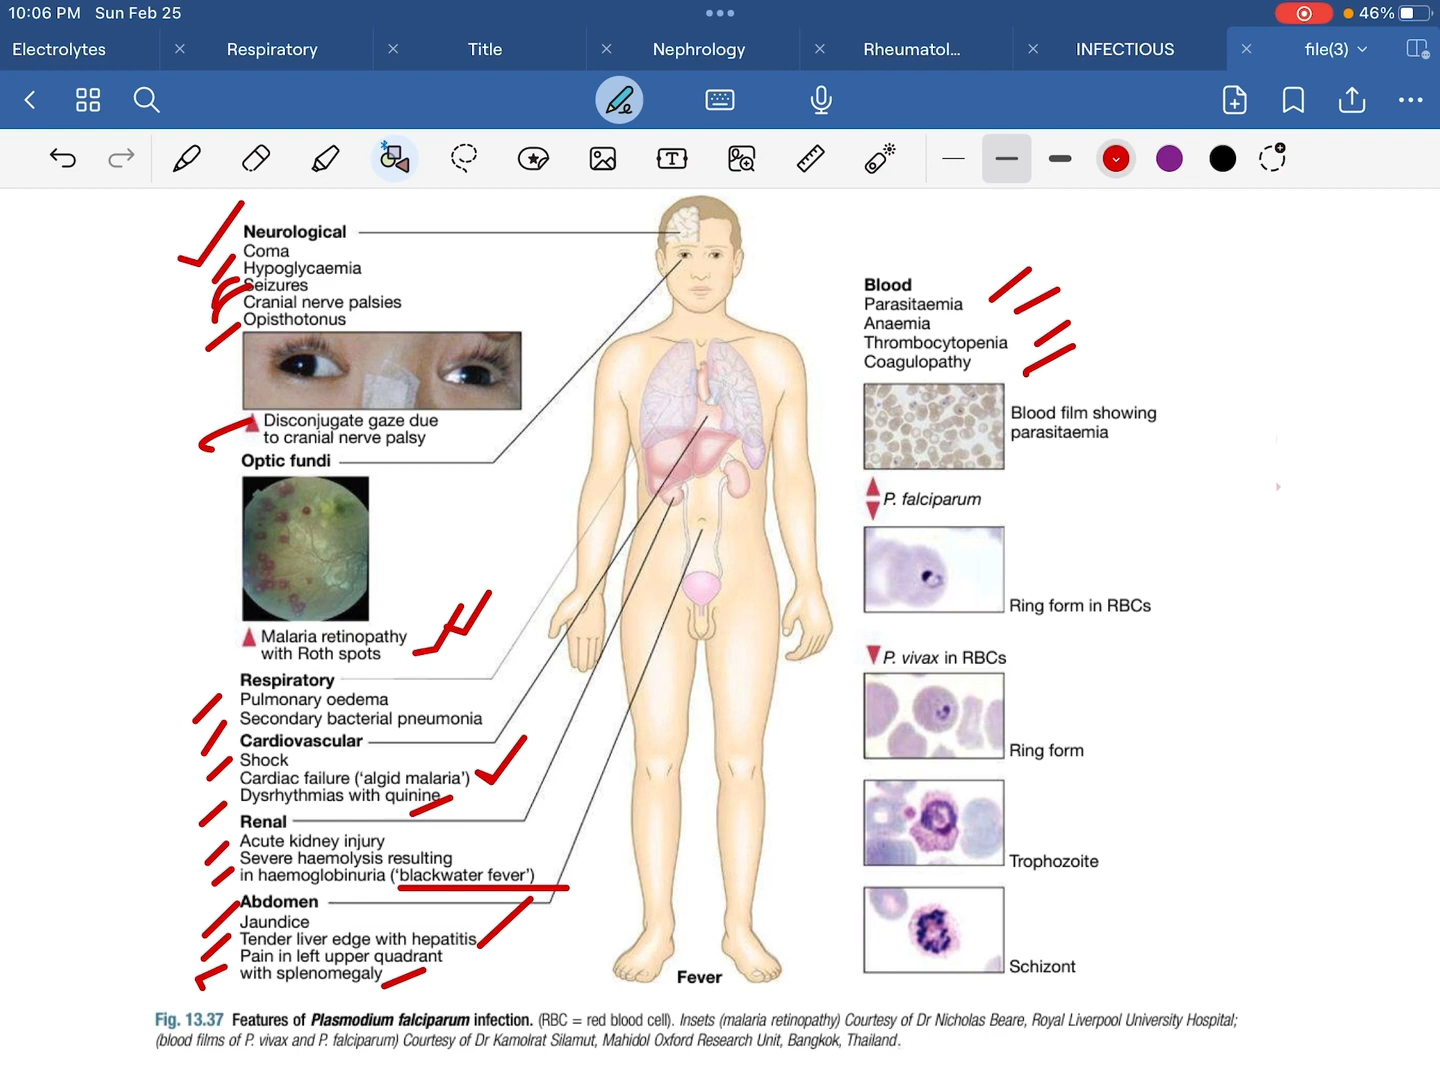 10:06 PM Sun Feb 25
46%
Electrolytes
Respiratory
Title
Nephrology
Rheumatol...
INFECTIOUS
file(3)
Neurological
Coma
Hypoglycaemia
Seizures
Cranial nerve palsies
Opisthotonus
Disconjugate gaze due
to cranial nerve palsy
Optic fundi
Malaria retinopathy
with Roth spots
Respiratory
Pulmonary oedema
Secondary bacterial pneumonia
Cardiovascular
Shock
Cardiac failure (‘algid malaria’)
Dysrhythmias with quinine
Renal
Acute kidney injury
Severe haemolysis resulting
in haemoglobinuria (‘blackwater fever’)
Abdomen
Jaundice
Tender liver edge with hepatitis
Pain in left upper quadrant
with splenomegaly
Fever
Blood
Parasitaemia
Anaemia
Thrombocytopenia
Coagulopathy
Blood film showing
parasitaemia
P. falciparum
Ring form in RBCs
P. vivax in RBCs
Ring form
Trophozoite
Schizont
Fig. 13.37 Features of Plasmodium falciparum infection. (RBC = red blood cell). Insets (malaria retinopathy) Courtesy of Dr Nicholas Beare, Royal Liverpool University Hospital;
(blood films of P. vivax and P. falciparum) Courtesy of Dr Kamolrat Silamut, Mahidol Oxford Research Unit, Bangkok, Thailand.